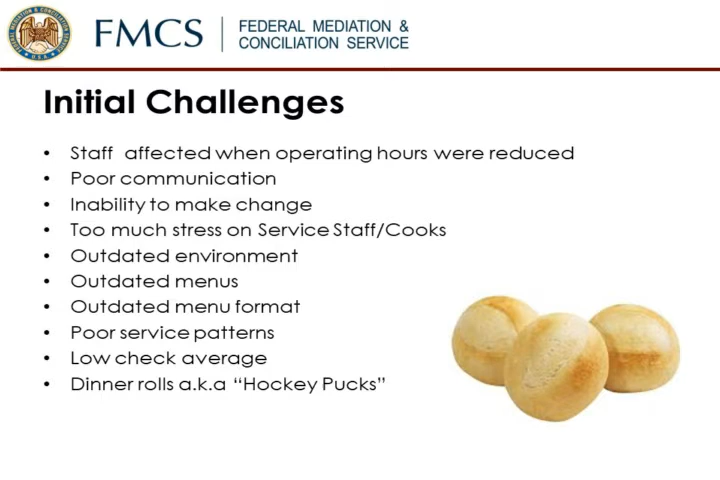 FMCS
FEDERAL MEDIATION &
CONCILIATION SERVICE
Initial Challenges
• Staff affected when operating hours were reduced
• Poor communication
• Inability to make change
• Too much stress on Service Staff/Cooks
• Outdated environment
• Outdated menus
• Outdated menu format
• Poor service patterns
• Low check average
• Dinner rolls a.k.a “Hockey Pucks”